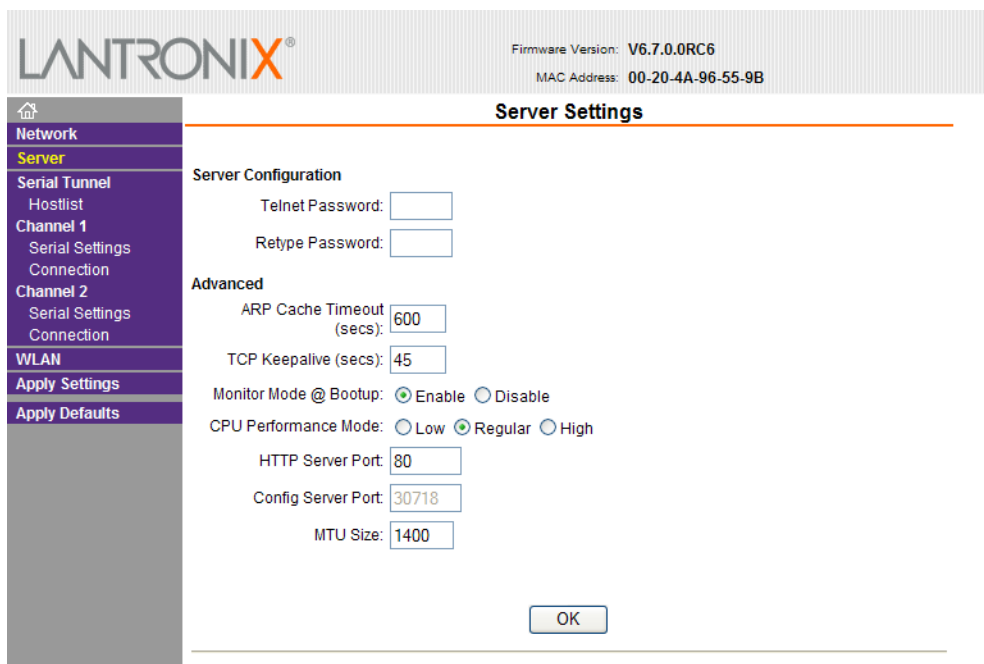 LANTRONIX®
Firmware Version: V6.7.0.0RC6
MAC Address: 00-20-4A-96-55-9B
Server Settings
Network
Server
Serial Tunnel
Hostlist
Channel 1
Serial Settings
Connection
Channel 2
Serial Settings
Connection
WLAN
Apply Settings
Apply Defaults
Server Configuration
Telnet Password:
Retype Password:
Advanced
ARP Cache Timeout
(secs): 600
TCP Keepalive (secs): 45
Monitor Mode @ Bootup: Enable Disable
CPU Performance Mode: Low Regular High
HTTP Server Port: 80
Config Server Port: 30718
MTU Size: 1400
OK